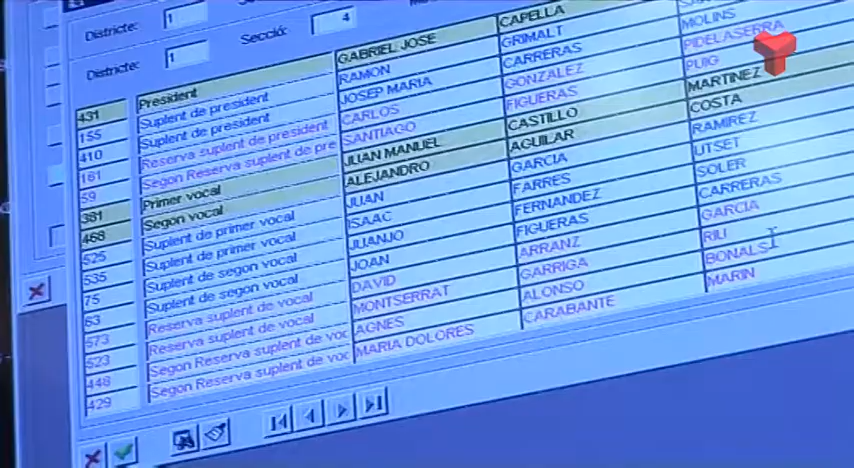 Districte: 1
Districte: 1 Secció: 4
431 President GABRIEL JOSE CAPELLA
155 Suplent de president RAMON GRIMALT
410 Suplent de president JOSEP MARIA CARRERAS MOLINS
161 Reserva suplent de president CARLOS GONZALEZ PIDELASERRA
59 Segon Reserva suplent de pre SANTIAGO FIGUERAS PUIG
381 Primer vocal JUAN MANUEL CASTILLO MARTINEZ
468 Segon vocal ALEJANDRO AGUILAR COSTA
525 Suplent de primer vocal JUAN GARCIA RAMIREZ
535 Suplent de primer vocal ISAAC FARRES UTSET
75 Suplent de segon vocal JUANJO FERNANDEZ SOLER
63 Suplent de segon vocal JOAN FIGUERAS CARRERAS
573 Reserva suplent de vocal DAVID ARRANZ GARCIA
523 Reserva suplent de vocal MONTSERRAT GARRIGA RILI
448 Segon Reserva suplent de voc AGNES ALONSO BONALS
429 Segon Reserva suplent de voc MARIA DOLORES CARABANTE MARIN